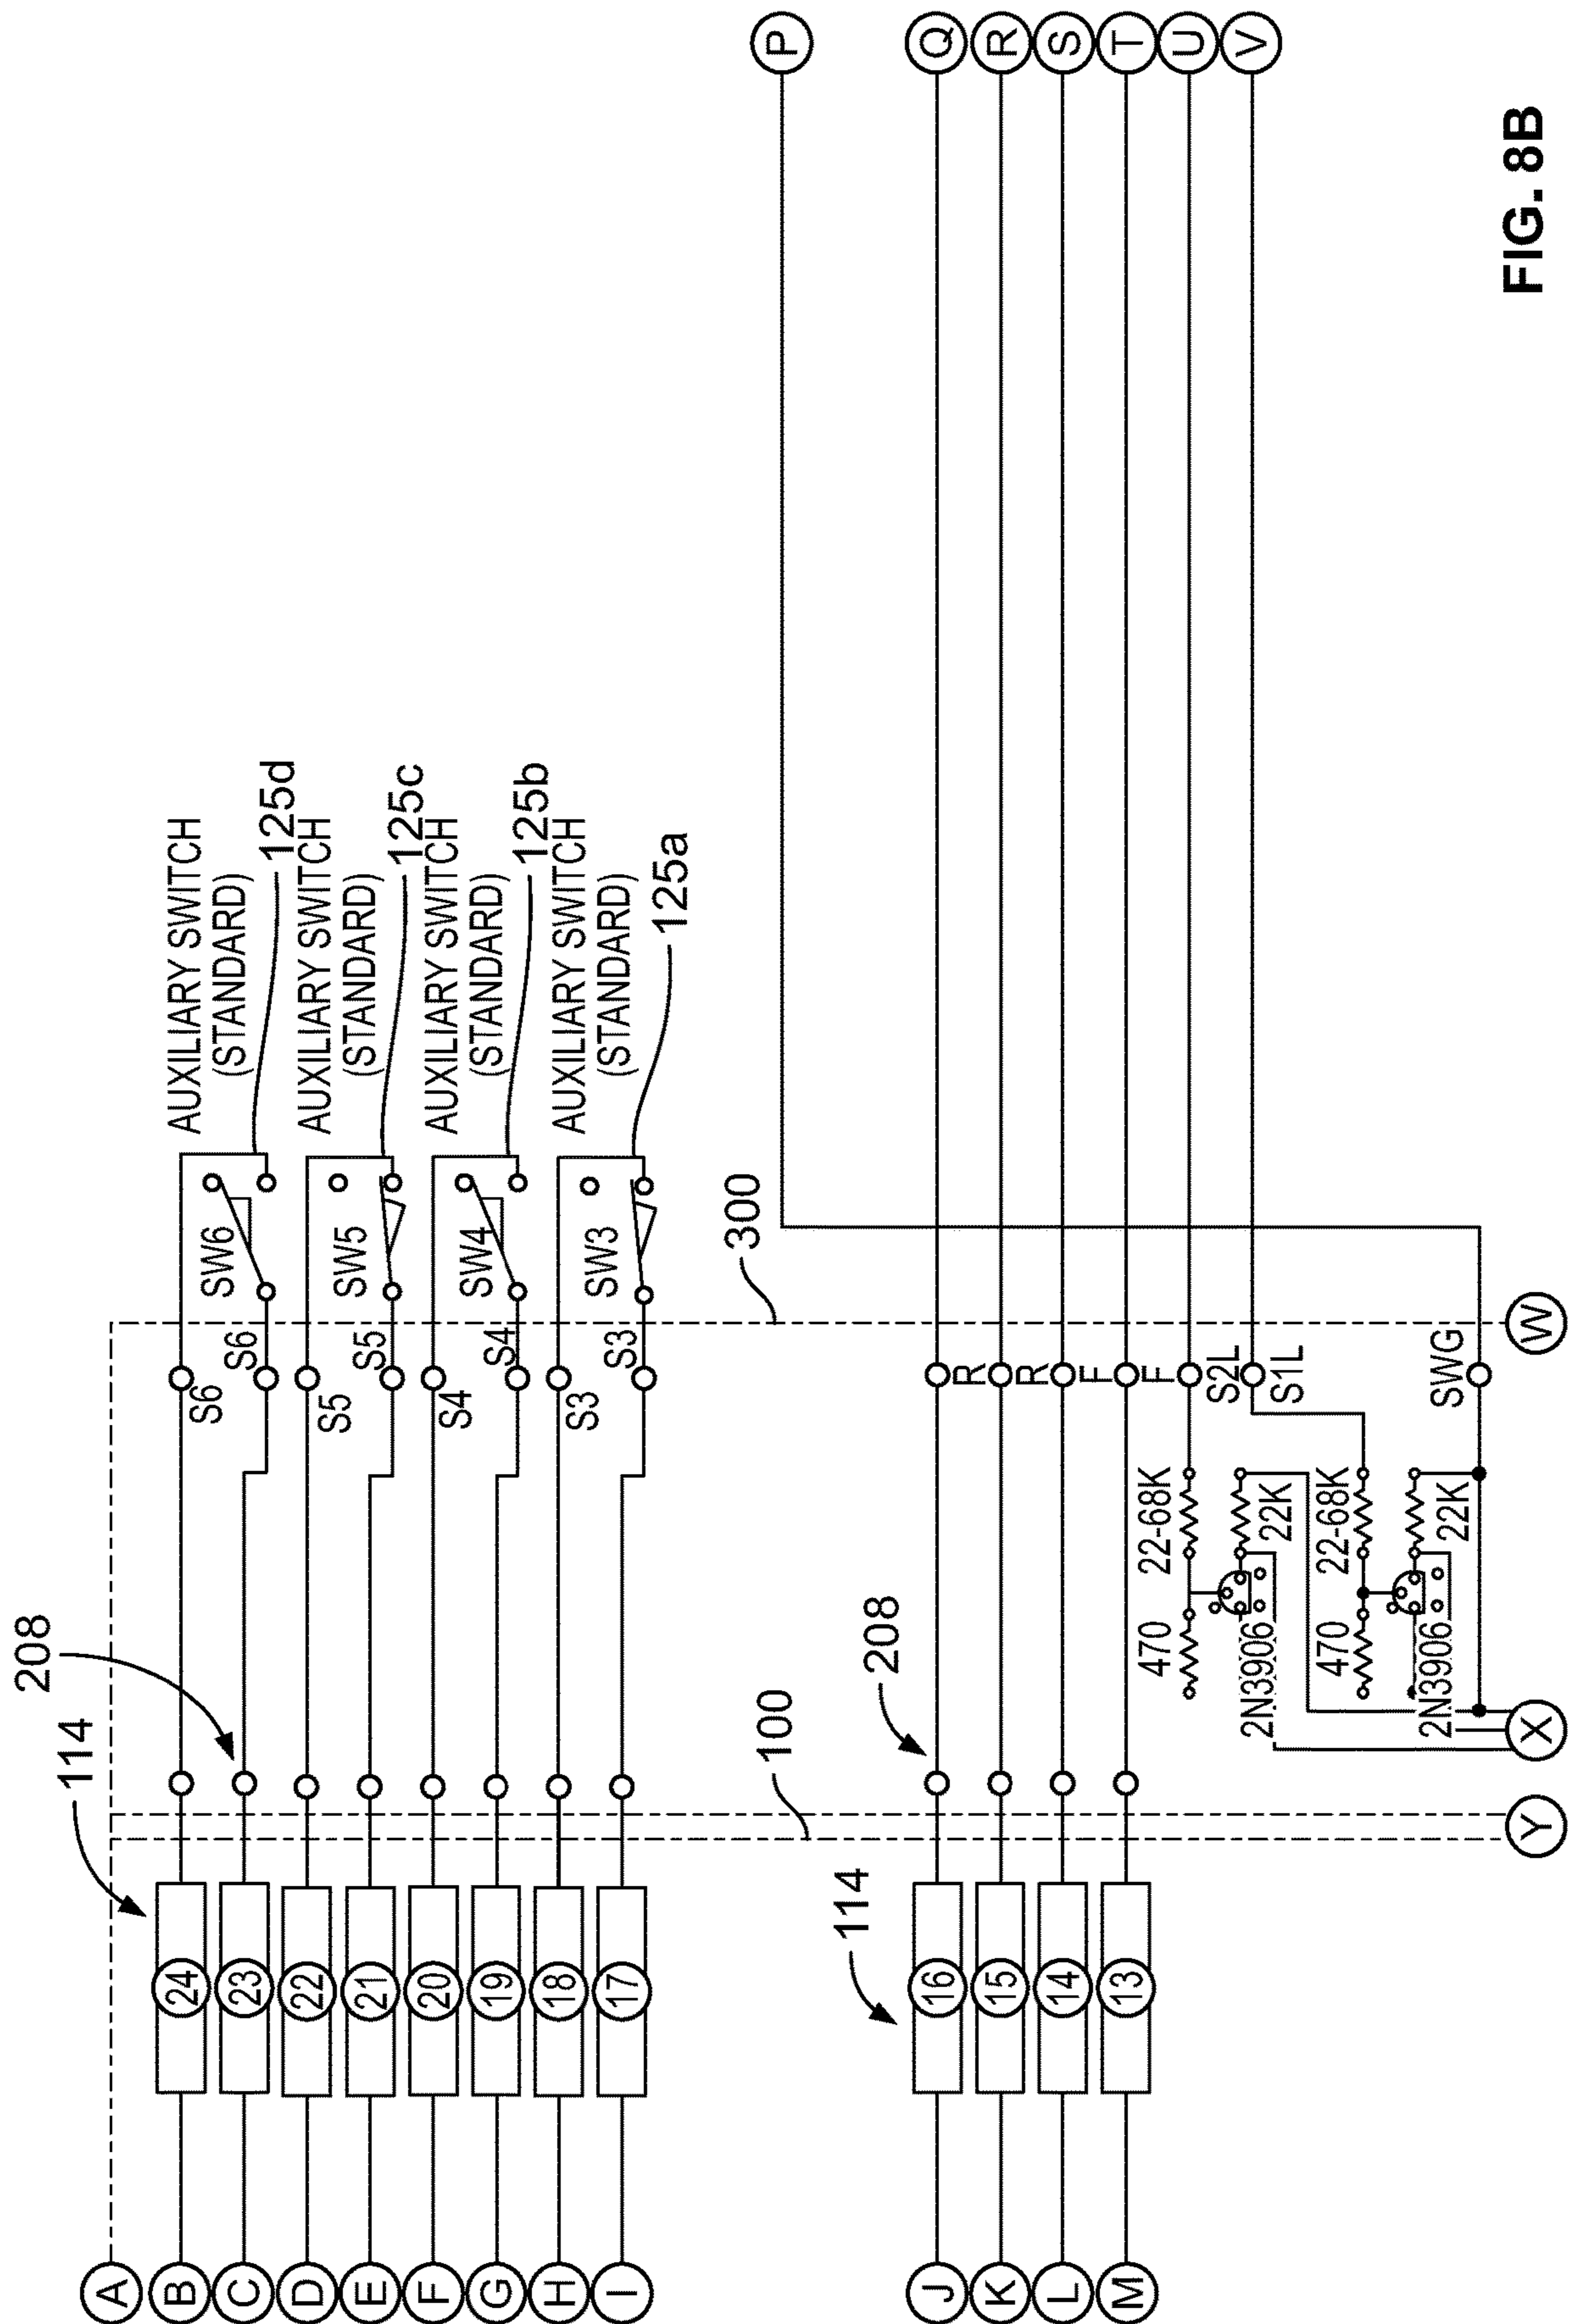 A
B
C
D
E
F
G
H
I
J
K
L
M
114
24
23
22
21
20
19
18
17
114
16
15
14
13
208
100
208
Y
X
S6
S6
S5
S5
S4
S4
S3
S3
300
W
SW6
SW5
SW4
SW3
AUXILIARY SWITCH
(STANDARD)
125d
AUXILIARY SWITCH
(STANDARD)
125c
AUXILIARY SWITCH
(STANDARD)
125b
AUXILIARY SWITCH
(STANDARD)
125a
R
R
F
F
S2L
S1L
SWG
470
22-68K
2N3906
22K
470
22-68K
2N3906
22K
P
Q
R
S
T
U
V
FIG. 8B